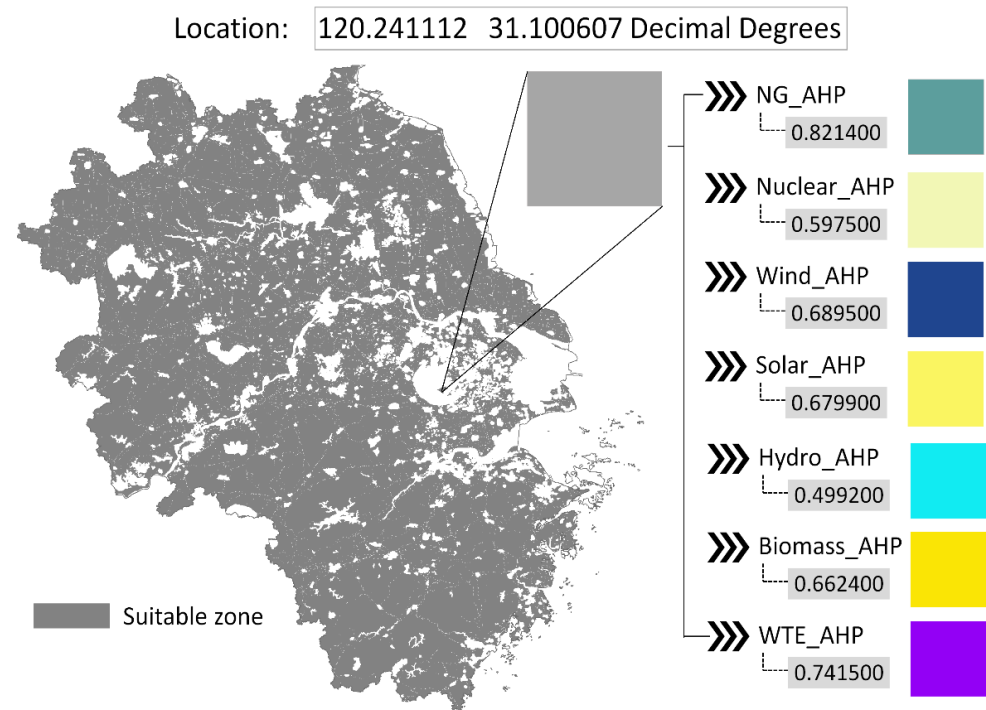 Location: 120.241112 31.100607 Decimal Degrees
NG_AHP
0.821400
Nuclear_AHP
0.597500
Wind_AHP
0.689500
Solar_AHP
0.679900
Hydro_AHP
0.499200
Biomass_AHP
0.662400
WTE_AHP
0.741500
Suitable zone